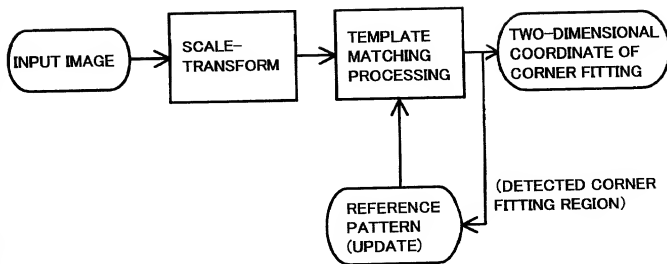 INPUT IMAGE
SCALE-
TRANSFORM
TEMPLATE
MATCHING
PROCESSING
TWO-DIMENSIONAL
COORDINATE OF
CORNER FITTING
(DETECTED CORNER
FITTING REGION)
REFERENCE
PATTERN
(UPDATE)